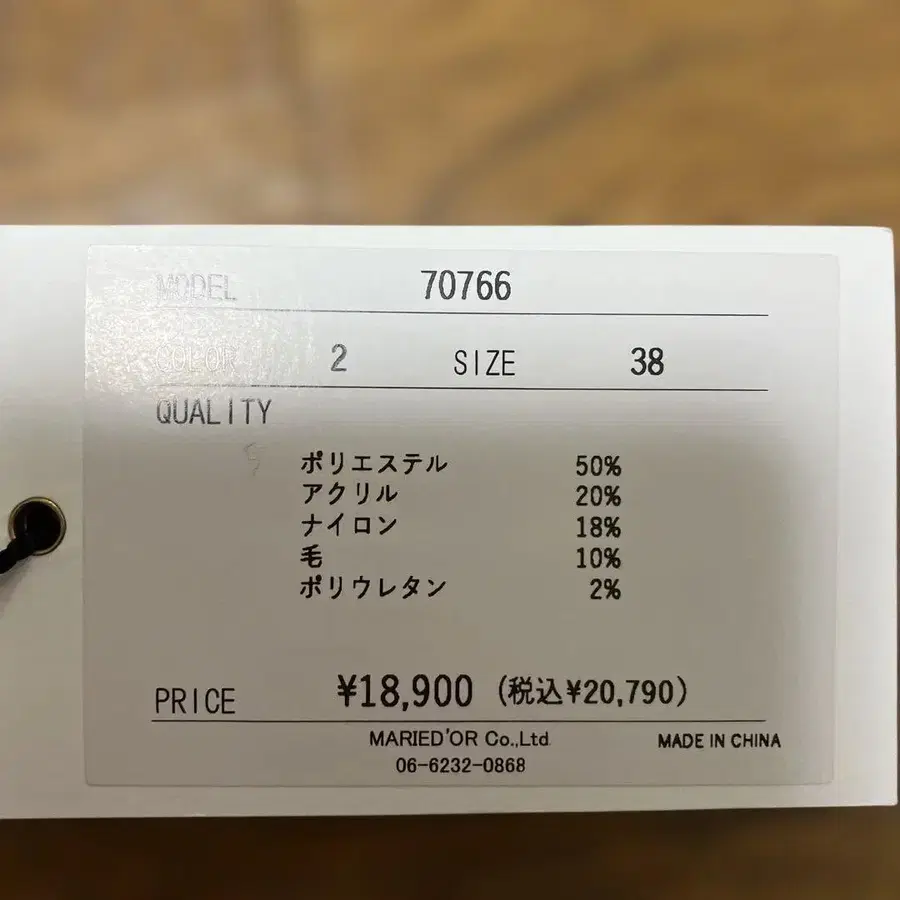 MODEL 70766
COLOR 2 SIZE 38
QUALITY
ポリエステル 50%
アクリル 20%
ナイロン 18%
毛 10%
ポリウレタン 2%
PRICE ¥18,900 (税込¥20,790)
MARIED'OR Co.,Ltd.
MADE IN CHINA
06-6232-0868